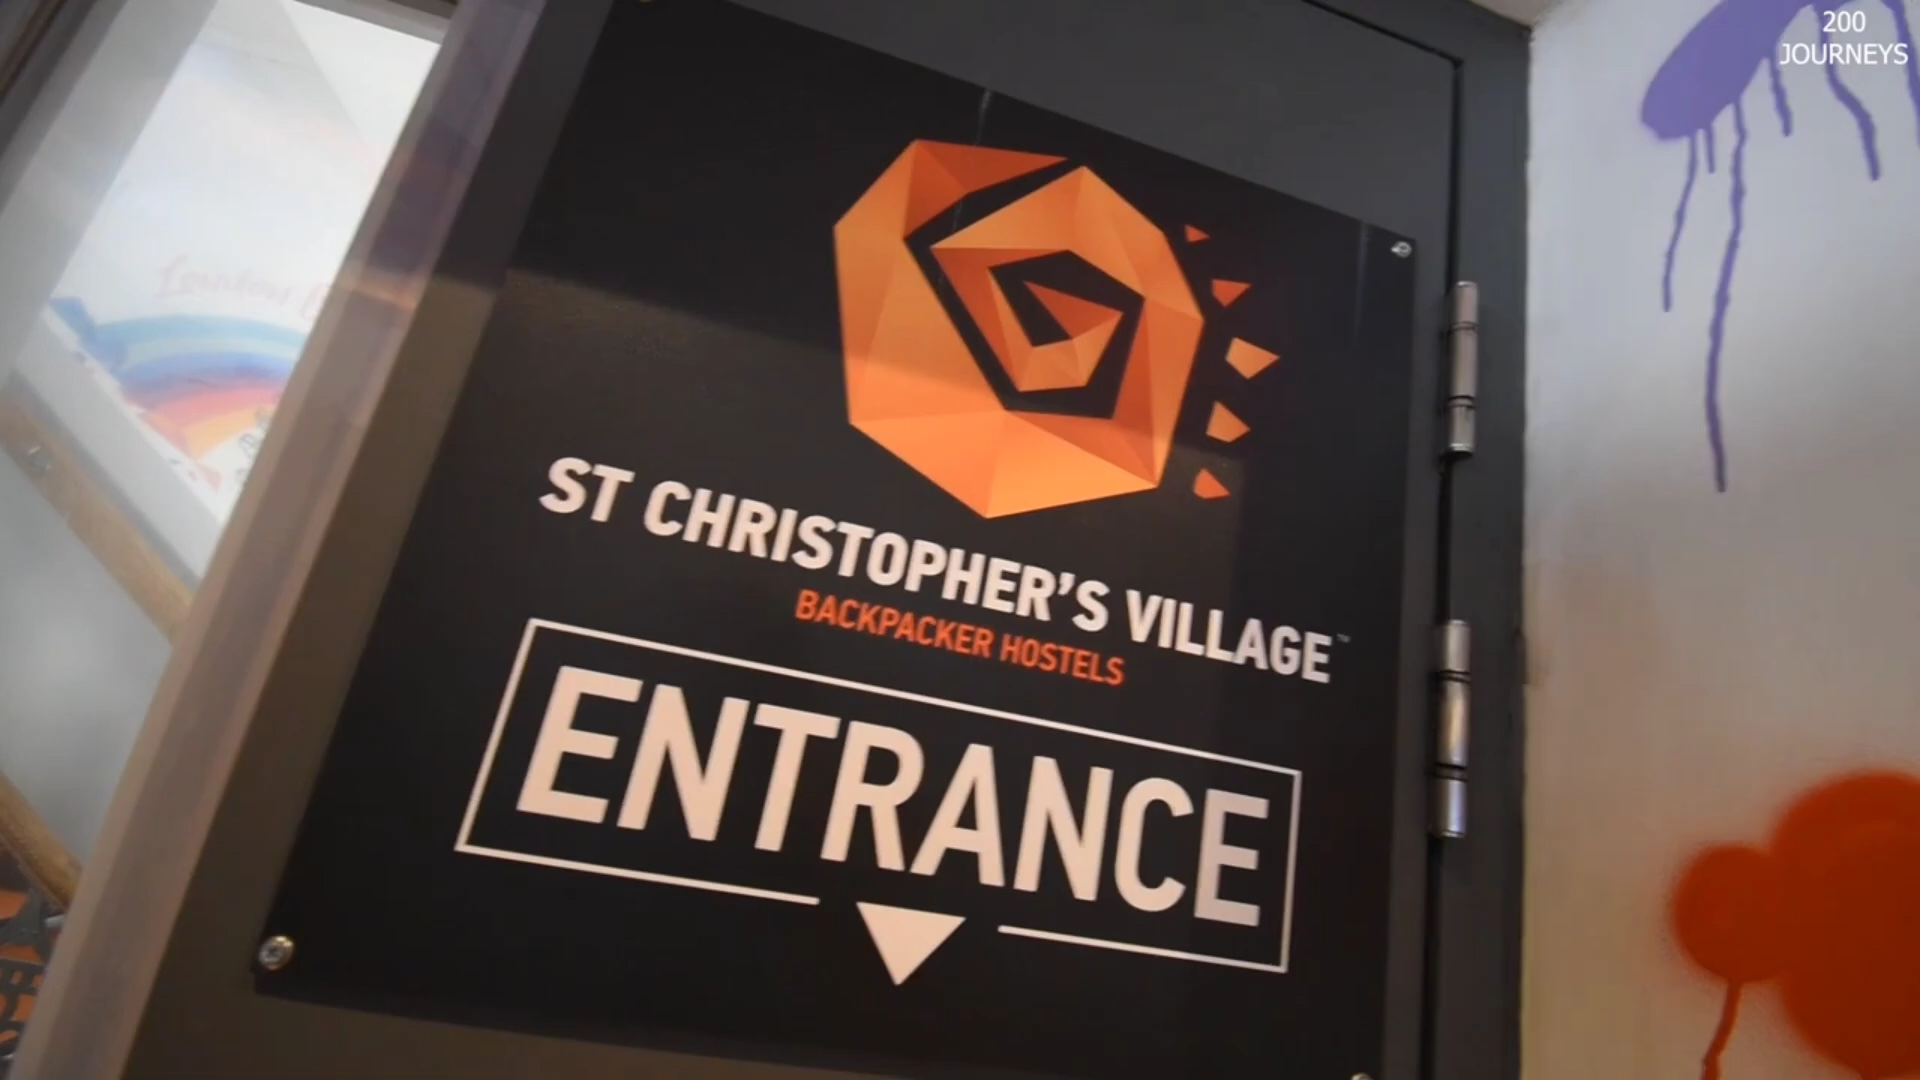 200
JOURNEYS
ST CHRISTOPHER'S VILLAGE™
BACKPACKER HOSTELS
ENTRANCE